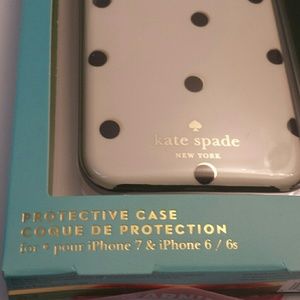 kate spade
NEW YORK
PROTECTIVE CASE
COQUE DE PROTECTION
for • pour iPhone 7 & iPhone 6 / 6s